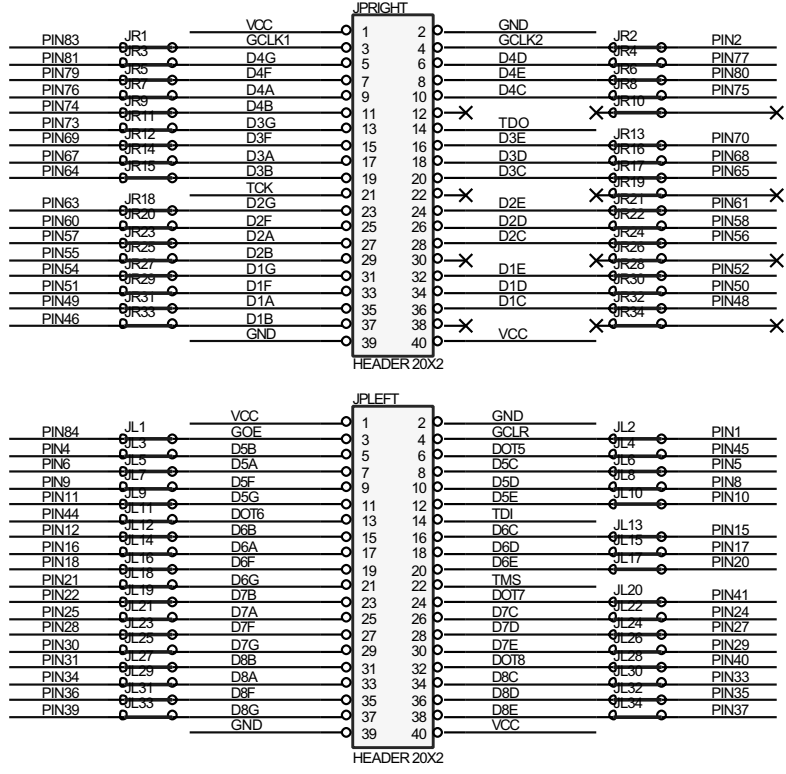 JPRIGHT
VCC 1 2 GND
PIN83 JR1 GCLK1 3 4 GCLK2 JR2 PIN2
PIN81 JR3 D4G 5 6 D4D JR4 PIN77
PIN79 JR5 D4F 7 8 D4E JR6 PIN80
PIN76 JR7 D4A 9 10 D4C JR8 PIN75
PIN74 JR9 D4B 11 12 JR10
PIN73 JR11 D3G 13 14 TDO
PIN69 JR12 D3F 15 16 D3E JR13 PIN70
PIN67 JR14 D3A 17 18 D3D JR16 PIN68
PIN64 JR15 D3B 19 20 D3C JR17 PIN65
TCK 21 22 JR19
PIN63 JR18 D2G 23 24 D2E JR21 PIN61
PIN60 JR20 D2F 25 26 D2D JR22 PIN58
PIN57 JR23 D2A 27 28 D2C JR24 PIN56
PIN55 JR25 D2B 29 30 JR26
PIN54 JR27 D1G 31 32 D1E JR28 PIN52
PIN51 JR29 D1F 33 34 D1D JR30 PIN50
PIN49 JR31 D1A 35 36 D1C JR32 PIN48
PIN46 JR33 D1B 37 38 JR34
GND 39 40 VCC
HEADER 20X2
JPLEFT
VCC 1 2 GND
PIN84 JL1 GOE 3 4 GCLR JL2 PIN1
PIN4 JL3 D5B 5 6 DOT5 JL4 PIN45
PIN6 JL5 D5A 7 8 D5C JL6 PIN5
PIN9 JL7 D5F 9 10 D5D JL8 PIN8
PIN11 JL9 D5G 11 12 D5E JL10 PIN10
PIN44 JL11 DOT6 13 14 TDI
PIN12 JL12 D6B 15 16 D6C JL13 PIN15
PIN16 JL14 D6A 17 18 D6D JL15 PIN17
PIN18 JL16 D6F 19 20 D6E JL17 PIN20
PIN21 JL18 D6G 21 22 TMS
PIN22 JL19 D7B 23 24 DOT7 JL20 PIN41
PIN25 JL21 D7A 25 26 D7C JL22 PIN24
PIN28 JL23 D7F 27 28 D7D JL24 PIN27
PIN30 JL25 D7G 29 30 D7E JL26 PIN29
PIN31 JL27 D8B 31 32 DOT8 JL28 PIN40
PIN34 JL29 D8A 33 34 D8C JL30 PIN33
PIN36 JL31 D8F 35 36 D8D JL32 PIN35
PIN39 JL33 D8G 37 38 D8E JL34 PIN37
GND 39 40 VCC
HEADER 20X2